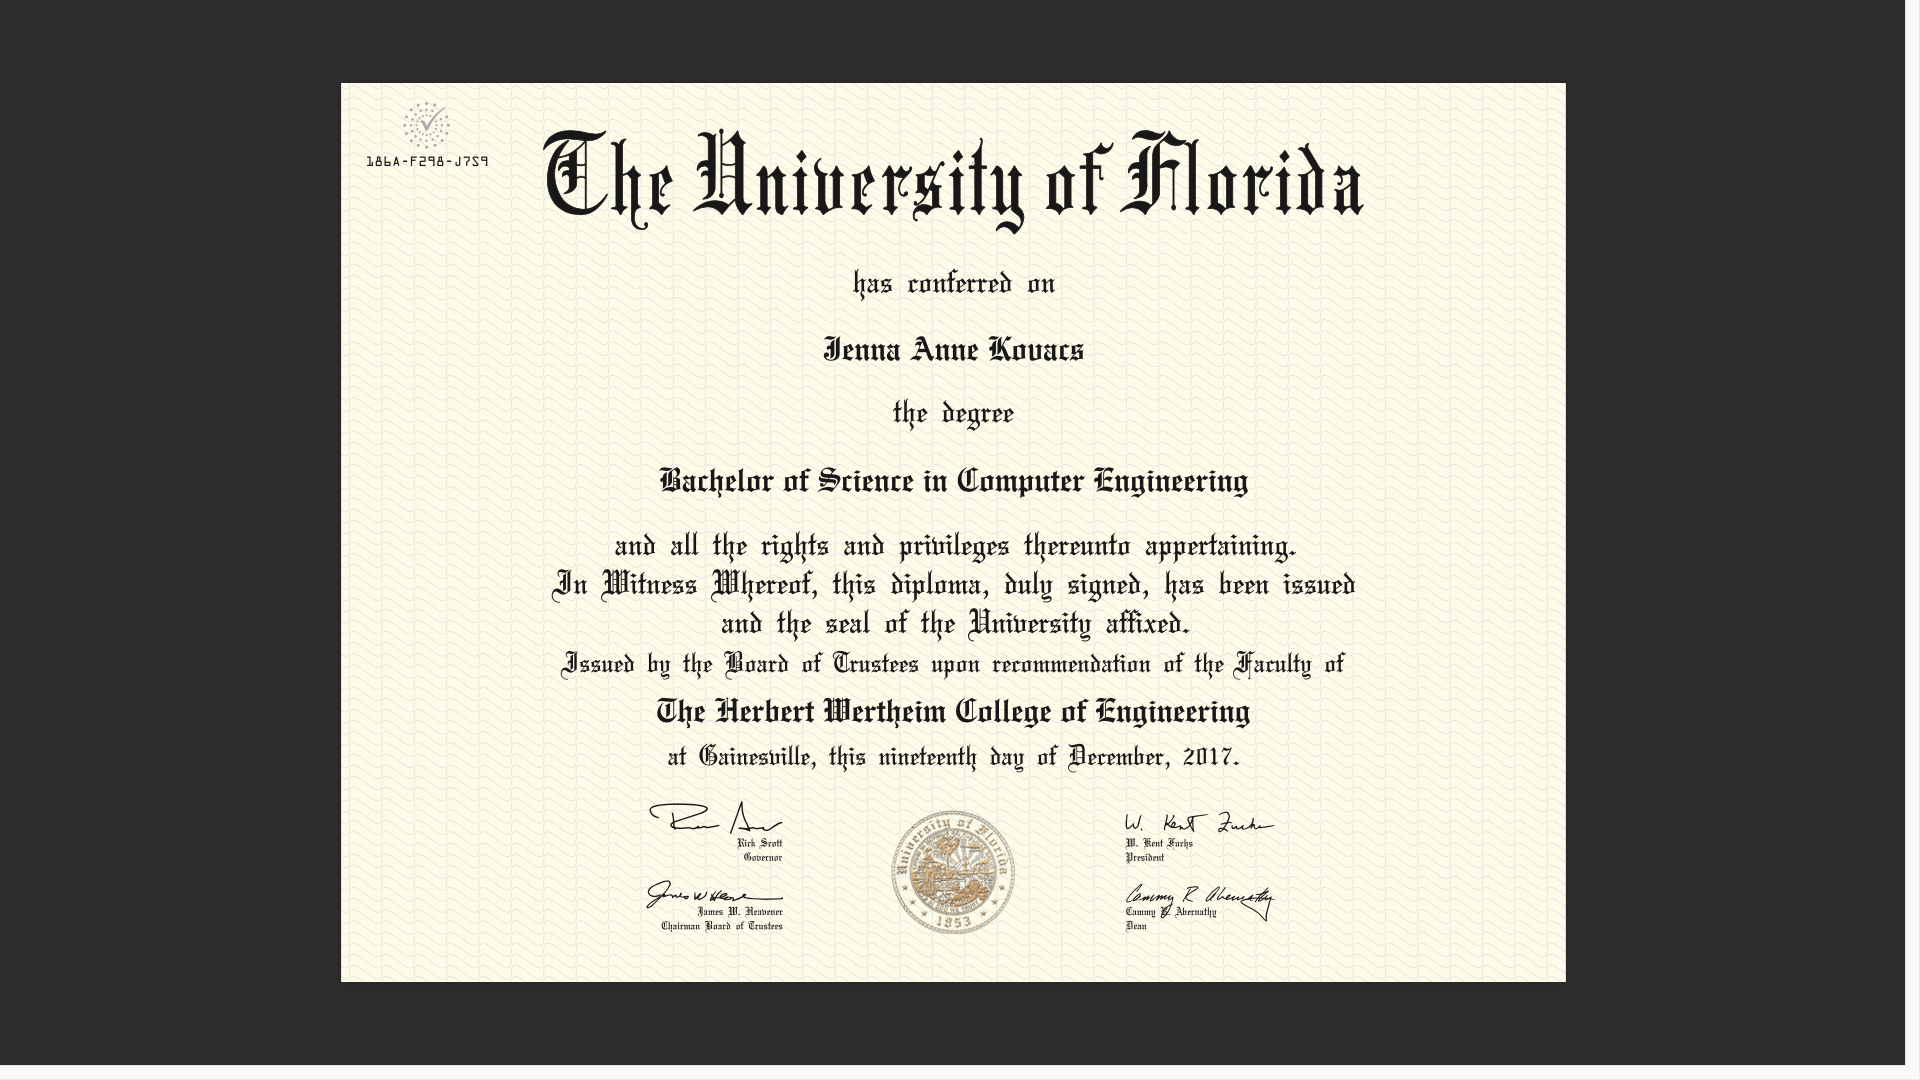 186A-F298-J7S9
The University of Florida
has conferred on
Jenna Anne Kovacs
the degree
Bachelor of Science in Computer Engineering
and all the rights and privileges thereunto appertaining.
In Witness Whereof, this diploma, duly signed, has been issued
and the seal of the University affixed.
Issued by the Board of Trustees upon recommendation of the Faculty of
The Herbert Wertheim College of Engineering
at Gainesville, this nineteenth day of December, 2017.
Rick Scott
Governor
James W. Heavener
Chairman Board of Trustees
University of Florida
1853
W. Kent Fuchs
W. Kent Fuchs
President
Cammy R Abernathy
Cammy R. Abernathy
Dean